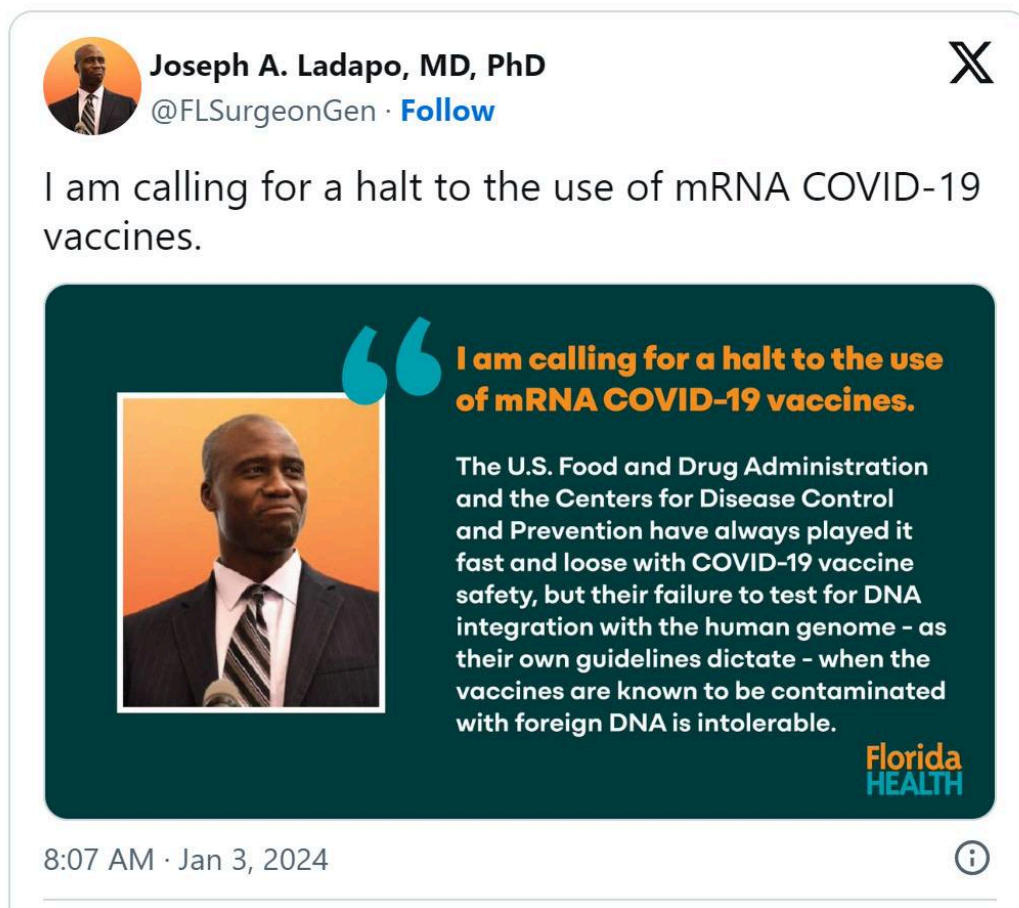 Joseph A. Ladapo, MD, PhD
@FLSurgeonGen · Follow
I am calling for a halt to the use of mRNA COVID-19
vaccines.
I am calling for a halt to the use
of mRNA COVID-19 vaccines.
The U.S. Food and Drug Administration
and the Centers for Disease Control
and Prevention have always played it
fast and loose with COVID-19 vaccine
safety, but their failure to test for DNA
integration with the human genome - as
their own guidelines dictate - when the
vaccines are known to be contaminated
with foreign DNA is intolerable.
Florida
HEALTH
8:07 AM · Jan 3, 2024